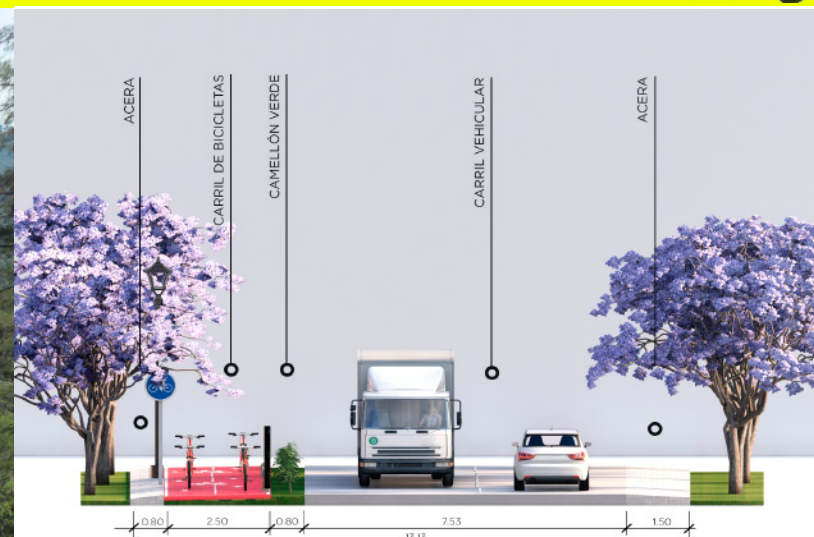 ACERA
CARRIL DE BICICLETAS
CAMELLÓN VERDE
CARRIL VEHICULAR
ACERA
0.80 2.50 0.80 7.53 1.50